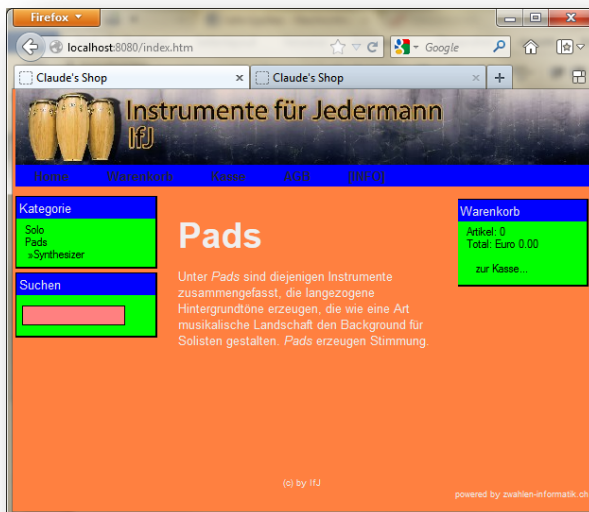 Firefox
localhost:8080/index.htm
Google
Claude's Shop
Claude's Shop
Instrumente für Jedermann
IfJ
Home Warenkorb Kasse AGB [INFO]
Kategorie
Solo
Pads
»Synthesizer
Suchen
Pads
Unter Pads sind diejenigen Instrumente
zusammengefasst, die langezogene
Hintergrundtöne erzeugen, die wie eine Art
musikalische Landschaft den Background für
Solisten gestalten. Pads erzeugen Stimmung.
Warenkorb
Artikel: 0
Total: Euro 0.00
zur Kasse...
(c) by IfJ
powered by zwahlen-informatik.ch